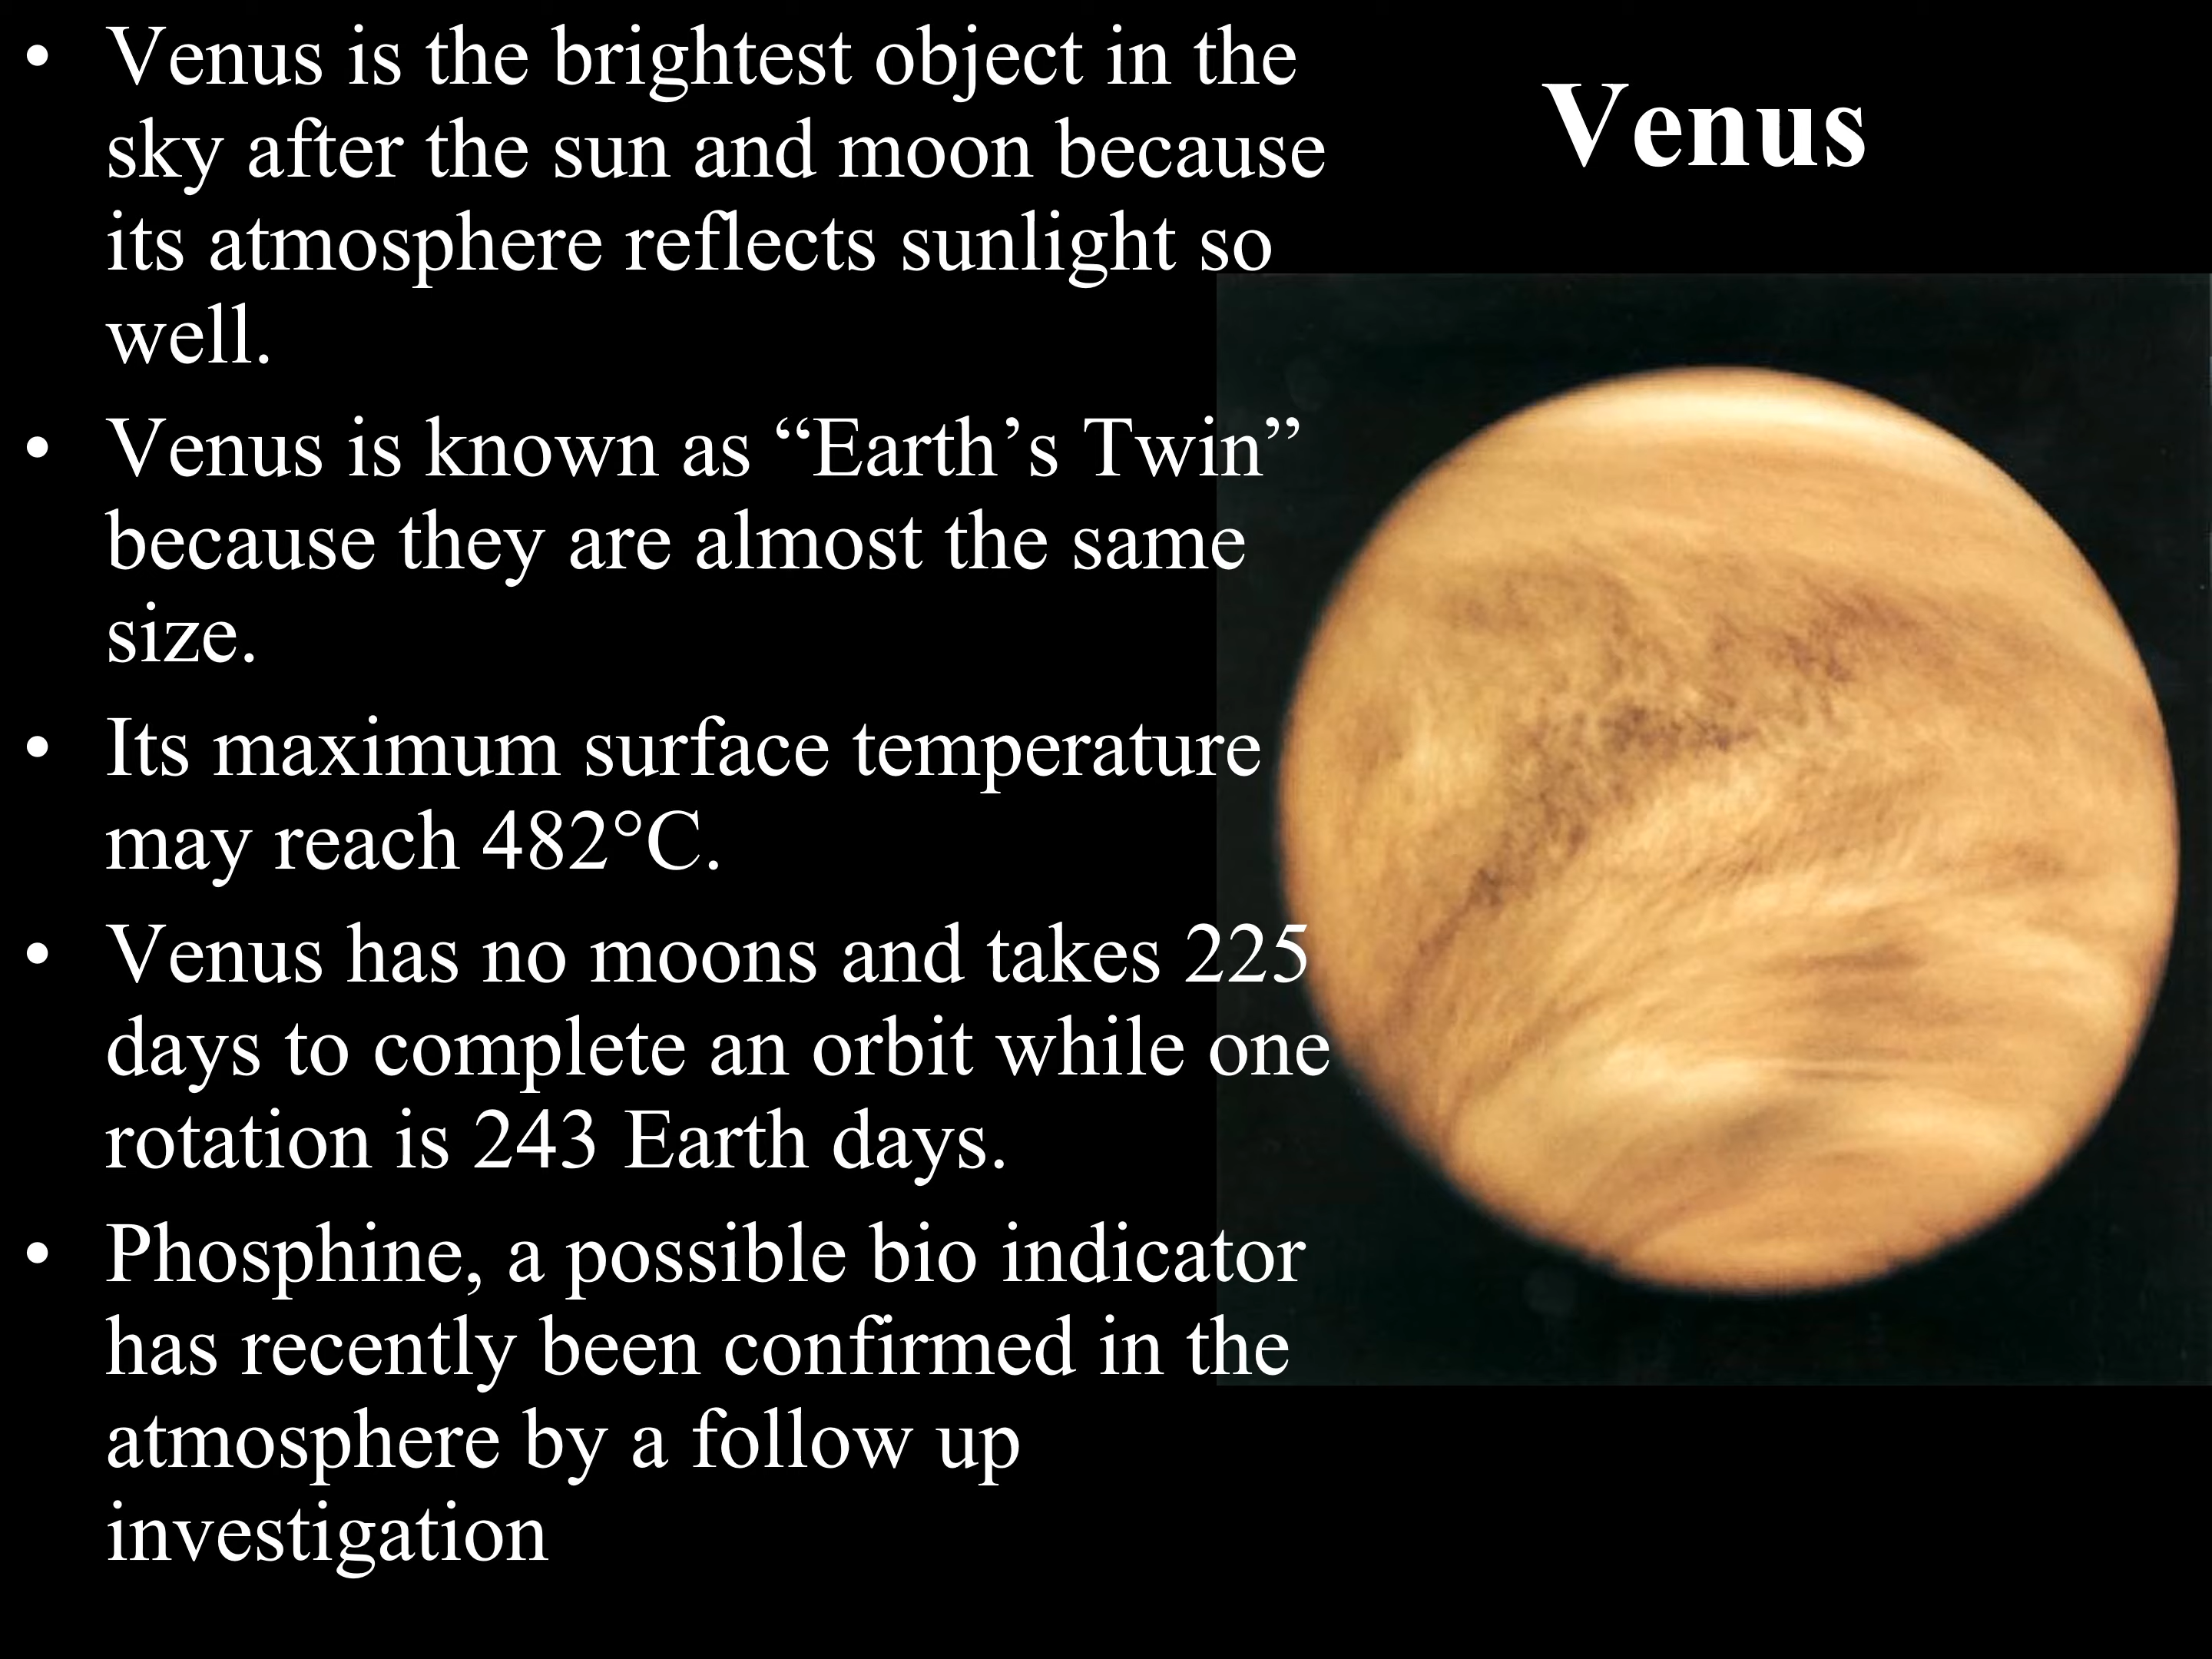 Venus
• Venus is the brightest object in the
sky after the sun and moon because
its atmosphere reflects sunlight so
well.
• Venus is known as “Earth’s Twin”
because they are almost the same
size.
• Its maximum surface temperature
may reach 482°C.
• Venus has no moons and takes 225
days to complete an orbit while one
rotation is 243 Earth days.
• Phosphine, a possible bio indicator
has recently been confirmed in the
atmosphere by a follow up
investigation